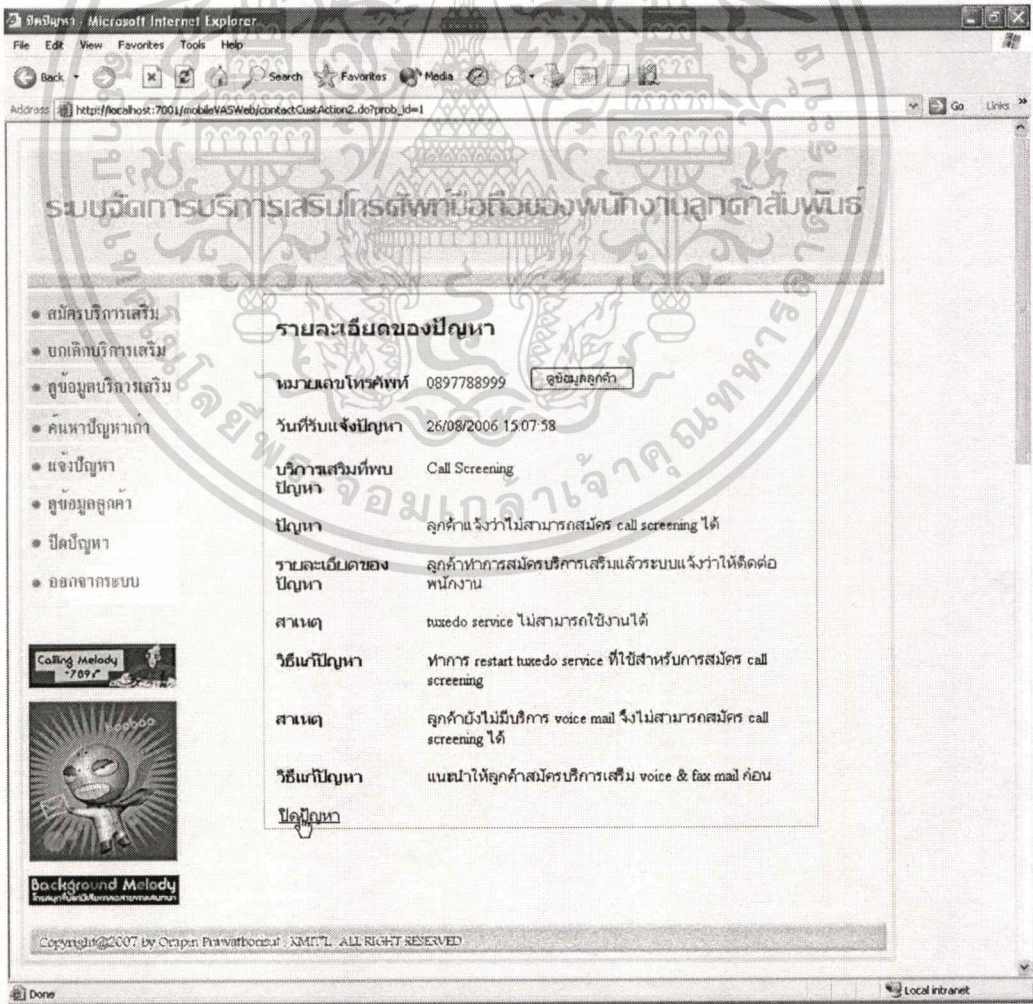 ปิดปัญหา - Microsoft Internet Explorer
File Edit View Favorites Tools Help
Back Search Favorites Media
Address http://localhost:7001/mobileVASWeb/contactCustAction2.do?prob_id=1 Go Links »
ระบบจัดการบริการเสริมโทรศัพท์มือถือของพนักงานลูกค้าสัมพันธ์
สมัครบริการเสริม
ยกเลิกบริการเสริม
ดูข้อมูลบริการเสริม
ค้นหาปัญหาเก่า
แจ้งปัญหา
ดูข้อมูลลูกค้า
ปิดปัญหา
ออกจากระบบ
Calling Melody
*789
hooboo
Background Melody
รายละเอียดของปัญหา
หมายเลขโทรศัพท์ 0897788999 ดูข้อมูลลูกค้า
วันที่รับแจ้งปัญหา 26/08/2006 15:07:58
บริการเสริมที่พบ Call Screening
ปัญหา
ปัญหา ลูกค้าแจ้งว่าไม่สามารถสมัคร call screening ได้
รายละเอียดของ ลูกค้าทำการสมัครบริการเสริมแล้วระบบแจ้งว่าให้ติดต่อ
ปัญหา พนักงาน
สาเหตุ tuxedo service ไม่สามารถใช้งานได้
วิธีแก้ปัญหา ทำการ restart tuxedo service ที่ใช้สำหรับการสมัคร call
screening
สาเหตุ ลูกค้ายังไม่มีบริการ voice mail จึงไม่สามารถสมัคร call
screening ได้
วิธีแก้ปัญหา แนะนำให้ลูกค้าสมัครบริการเสริม voice & fax mail ก่อน
ปิดปัญหา
Copyright@2007 by Orapin , KMITL, ALL RIGHT RESERVED
Done Local intranet